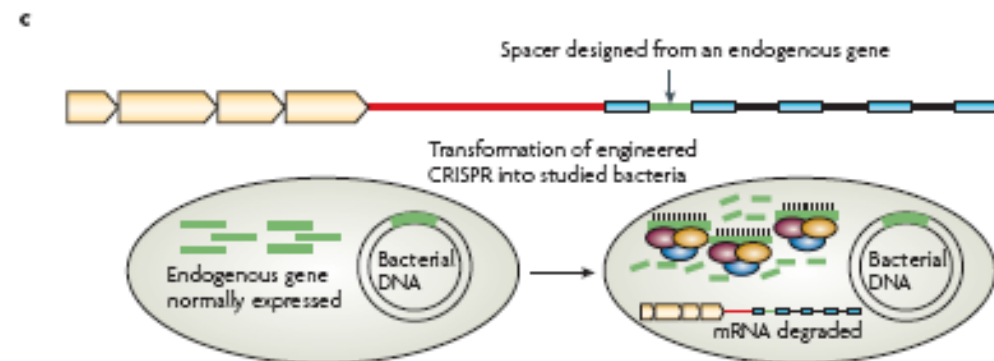 c
Spacer designed from an endogenous gene
Transformation of engineered
CRISPR into studied bacteria
Endogenous gene
normally expressed
Bacterial
DNA
Bacterial
DNA
mRNA degraded